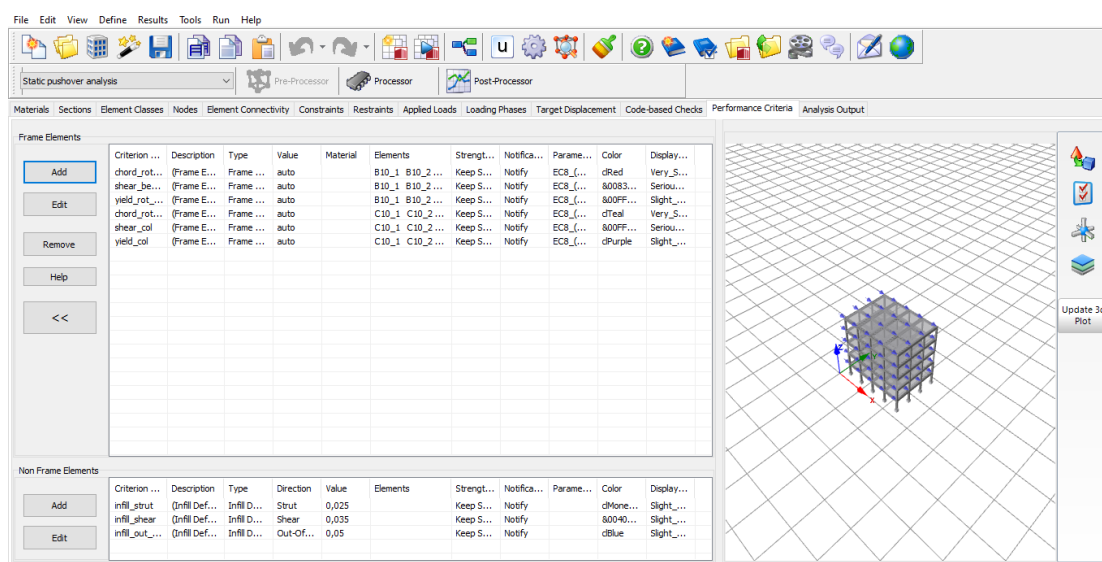 File Edit View Define Results Tools Run Help
u
Static pushover analysis Pre-Processor Processor Post-Processor
Materials Sections Element Classes Nodes Element Connectivity Constraints Restraints Applied Loads Loading Phases Target Displacement Code-based Checks Performance Criteria Analysis Output
Frame Elements
Add
Edit
Remove
Help
<<
Criterion ... Description Type Value Material Elements Strengt... Notifica... Parame... Color Display...
chord_rot... (Frame E... Frame ... auto B10_1 B10_2 ... Keep S... Notify EC8_(... clRed Very_S...
shear_be... (Frame E... Frame ... auto B10_1 B10_2 ... Keep S... Notify EC8_(... &0083... Seriou...
yield_rot_... (Frame E... Frame ... auto B10_1 B10_2 ... Keep S... Notify EC8_(... &00FF... Slight_...
chord_rot... (Frame E... Frame ... auto C10_1 C10_2 ... Keep S... Notify EC8_(... clTeal Very_S...
shear_col (Frame E... Frame ... auto C10_1 C10_2 ... Keep S... Notify EC8_(... &00FF... Seriou...
yield_col (Frame E... Frame ... auto C10_1 C10_2 ... Keep S... Notify EC8_(... clPurple Slight_...
Non Frame Elements
Add
Edit
Criterion ... Description Type Direction Value Elements Strengt... Notifica... Parame... Color Display...
infill_strut (Infill Def... Infill D... Strut 0,025 Keep S... Notify clMone... Slight_...
infill_shear (Infill Def... Infill D... Shear 0,035 Keep S... Notify &0040... Slight_...
infill_out_... (Infill Def... Infill D... Out-Of... 0,05 Keep S... Notify clBlue Slight_...
z
y
x
Update 3d
Plot